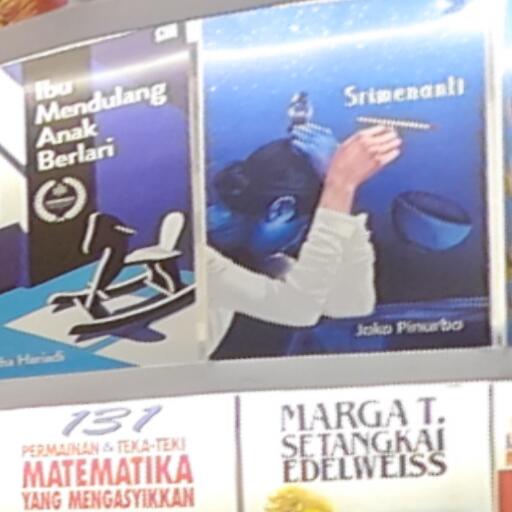 Ibu
Mendulang
Anak
Berlari
Srimenanti
Joko Pinurbo
131
PERMAINAN & TEKA-TEKI
MATEMATIKA
YANG MENGASYIKKAN
MARGA T.
SETANGKAI
EDELWEISS